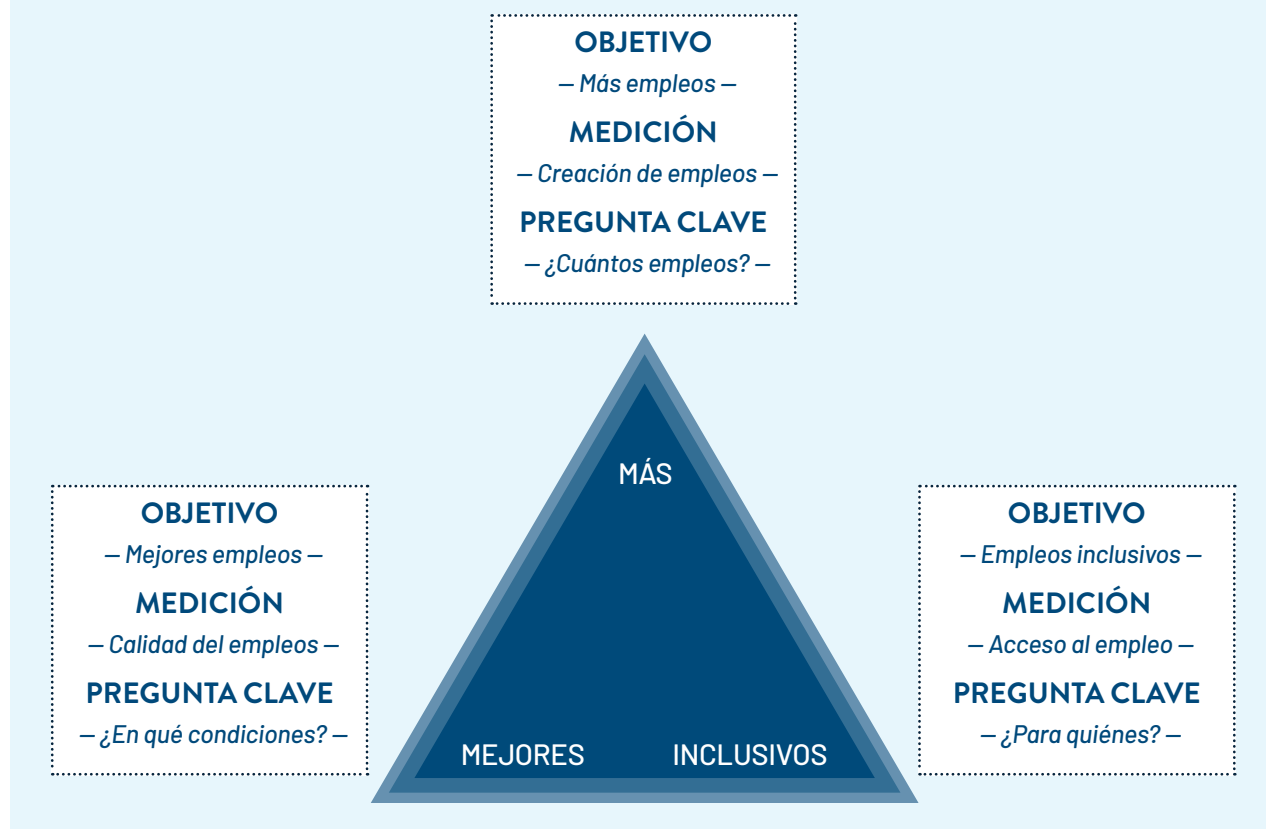 OBJETIVO
– Más empleos –
MEDICIÓN
– Creación de empleos –
PREGUNTA CLAVE
– ¿Cuántos empleos? –
MÁS
OBJETIVO
– Mejores empleos –
MEDICIÓN
– Calidad del empleos –
PREGUNTA CLAVE
– ¿En qué condiciones? –
OBJETIVO
– Empleos inclusivos –
MEDICIÓN
– Acceso al empleo –
PREGUNTA CLAVE
– ¿Para quiénes? –
MEJORES
INCLUSIVOS